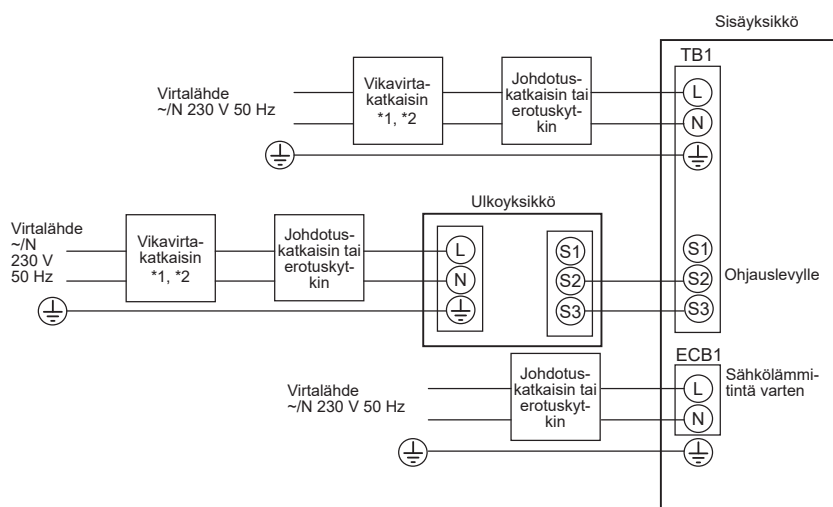 Sisäyksikkö
TB1
Virtalähde
~/N 230 V 50 Hz
Vikavirta-
katkaisin
*1, *2
Johdotus-
katkaisin tai
erotuskyt-
kin
L
N
Ulkoyksikkö
Virtalähde
~/N
230 V
50 Hz
Vikavirta-
katkaisin
*1, *2
Johdotus-
katkaisin tai
erotuskyt-
kin
L
N
S1
S2
S3
S1
S2
S3
Ohjauslevylle
ECB1
Virtalähde
~/N 230 V 50 Hz
Johdotus-
katkaisin tai
erotuskyt-
kin
L
N
Sähkölämmi-
tintä varten